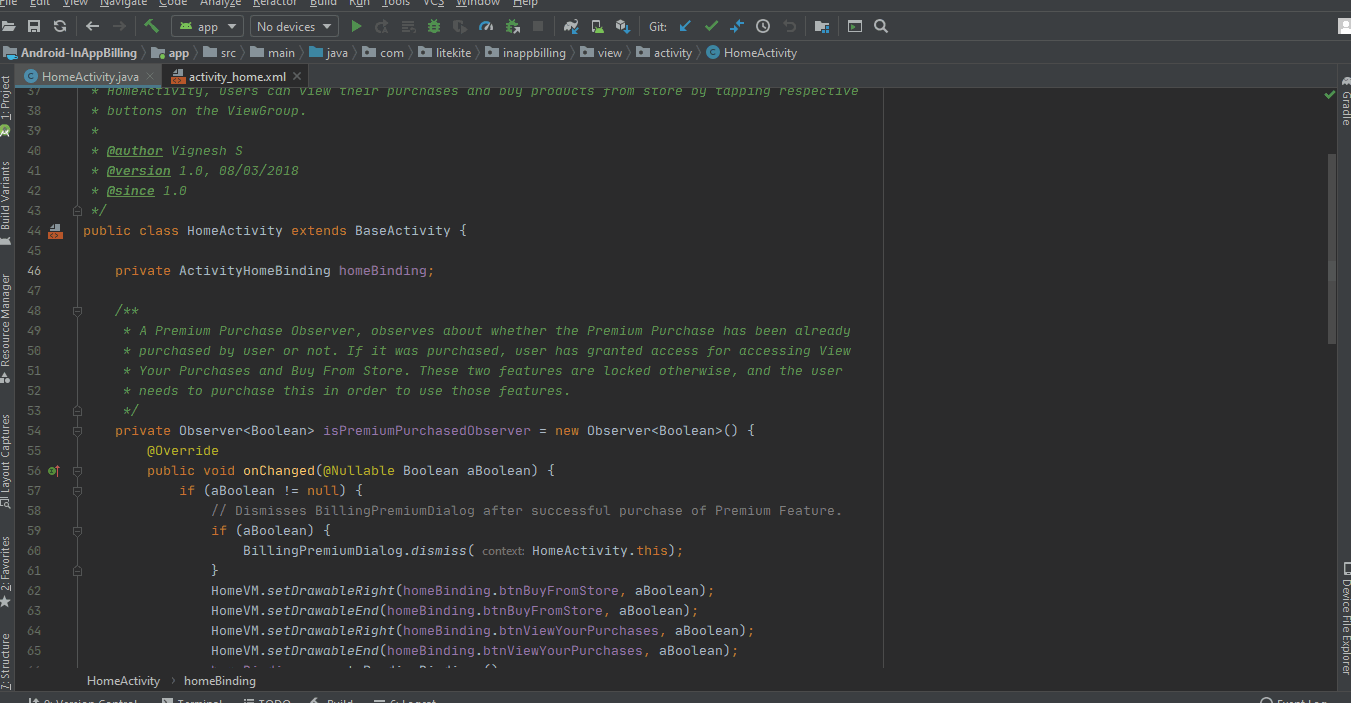 File Edit View Navigate Code Analyze Refactor Build Run Tools VCS Window Help
app No devices Git:
Android-InAppBilling app src main java com litekite inappbilling view activity HomeActivity
HomeActivity.java activity_home.xml
1: Project
Build Variants
Resource Manager
Layout Captures
2: Favorites
7: Structure
37 * HomeActivity, users can view their purchases and buy products from store by tapping respective
38 * buttons on the ViewGroup.
39 *
40 * @author Vignesh S
41 * @version 1.0, 08/03/2018
42 * @since 1.0
43 */
44 public class HomeActivity extends BaseActivity {
45
46 private ActivityHomeBinding homeBinding;
47
48 /**
49 * A Premium Purchase Observer, observes about whether the Premium Purchase has been already
50 * purchased by user or not. If it was purchased, user has granted access for accessing View
51 * Your Purchases and Buy From Store. These two features are locked otherwise, and the user
52 * needs to purchase this in order to use those features.
53 */
54 private Observer<Boolean> isPremiumPurchasedObserver = new Observer<Boolean>() {
55 @Override
56 public void onChanged(@Nullable Boolean aBoolean) {
57 if (aBoolean != null) {
58 // Dismisses BillingPremiumDialog after successful purchase of Premium Feature.
59 if (aBoolean) {
60 BillingPremiumDialog.dismiss( context: HomeActivity.this);
61 }
62 HomeVM.setDrawableRight(homeBinding.btnBuyFromStore, aBoolean);
63 HomeVM.setDrawableEnd(homeBinding.btnBuyFromStore, aBoolean);
64 HomeVM.setDrawableRight(homeBinding.btnViewYourPurchases, aBoolean);
65 HomeVM.setDrawableEnd(homeBinding.btnViewYourPurchases, aBoolean);
Gradle
Device File Explorer
HomeActivity homeBinding
9: Version Control Terminal TODO Build 6: Logcat Event Log